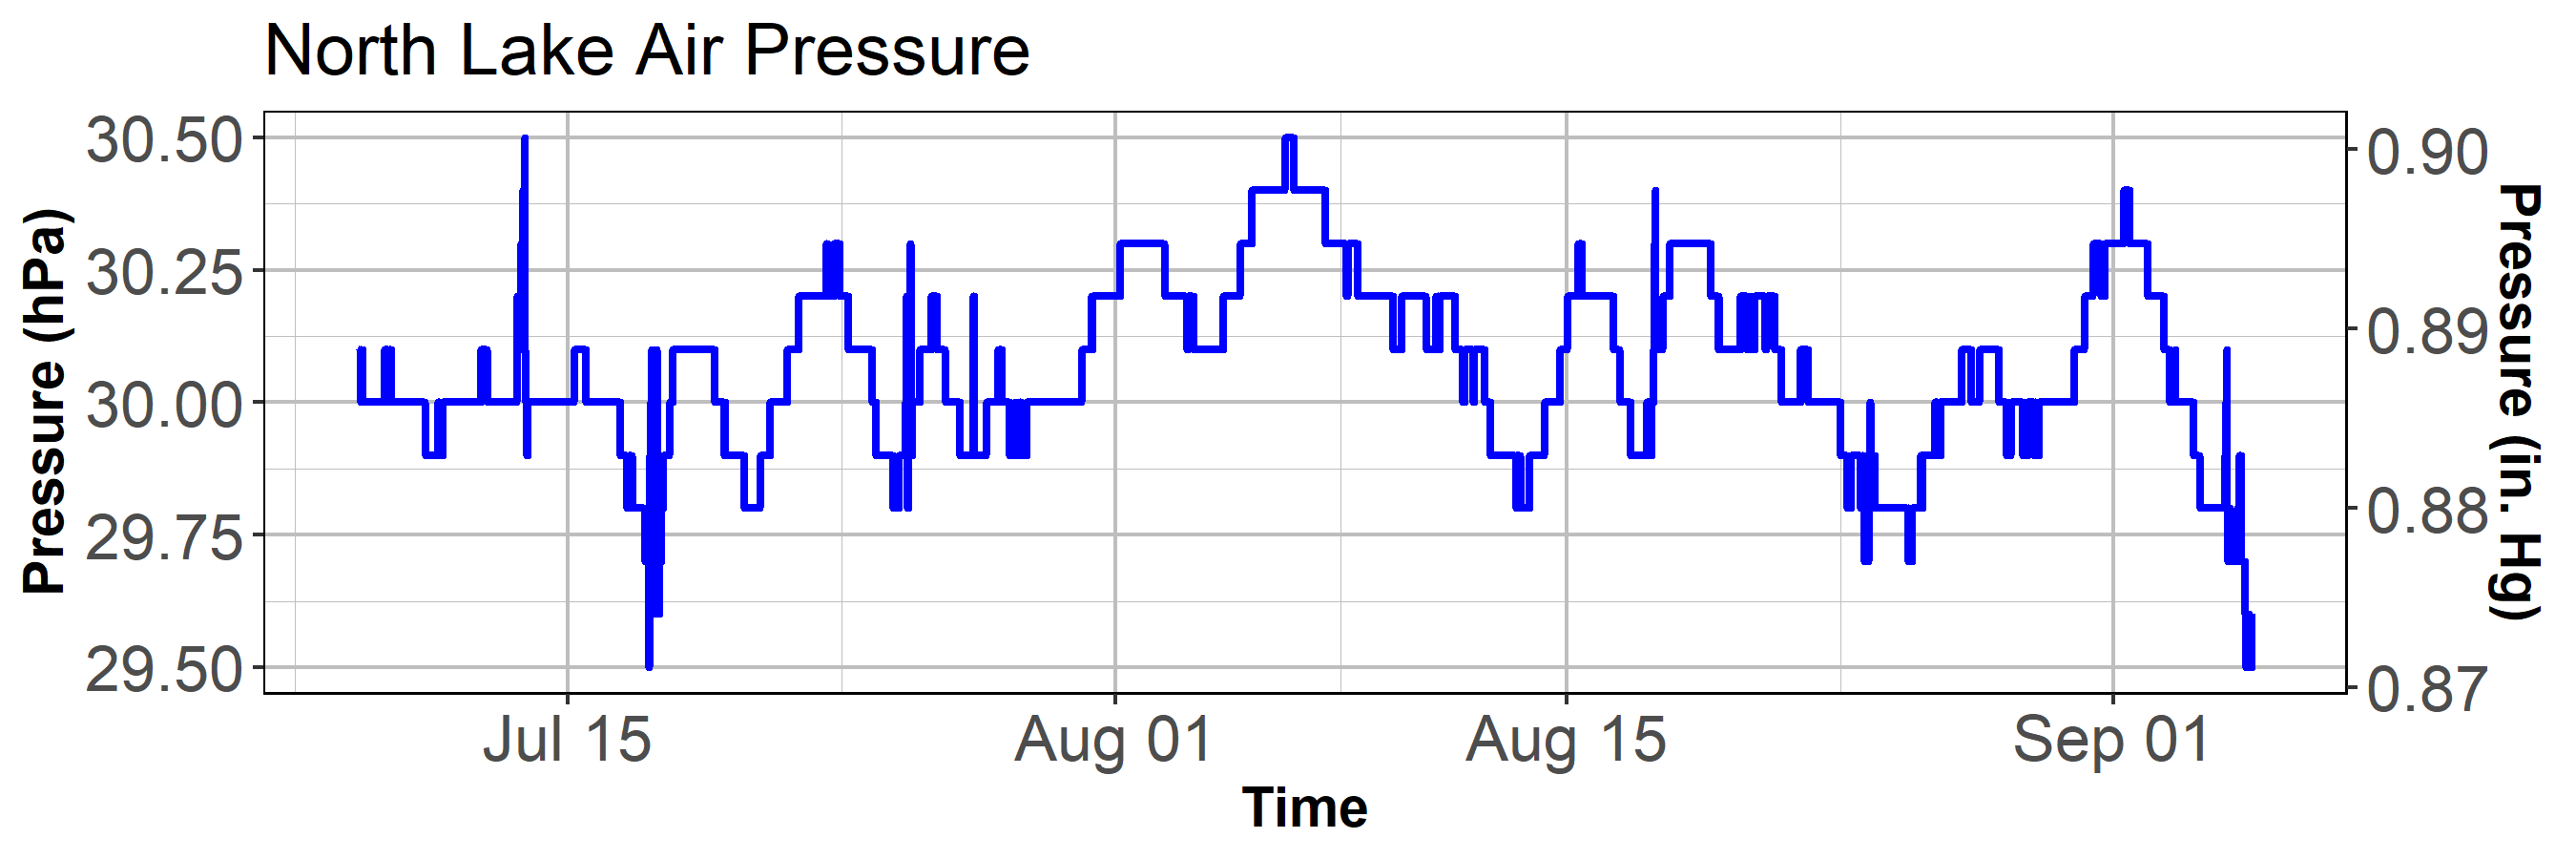 North Lake Air Pressure
Pressure (hPa)
30.50
30.25
30.00
29.75
29.50
0.90
0.89
0.88
0.87
Pressure (in. Hg)
Jul 15 Aug 01 Aug 15 Sep 01
Time